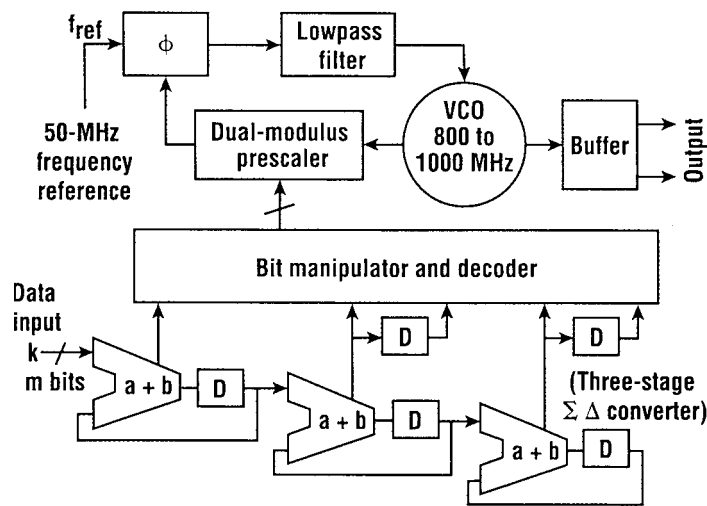 f_ref
ϕ
Lowpass
filter
VCO
800 to
1000 MHz
50-MHz
frequency
reference
Dual-modulus
prescaler
Buffer
Output
Bit manipulator and decoder
Data
input
k
m bits
D
D
a + b
D
a + b
D
(Three-stage
Σ Δ converter)
a + b
D